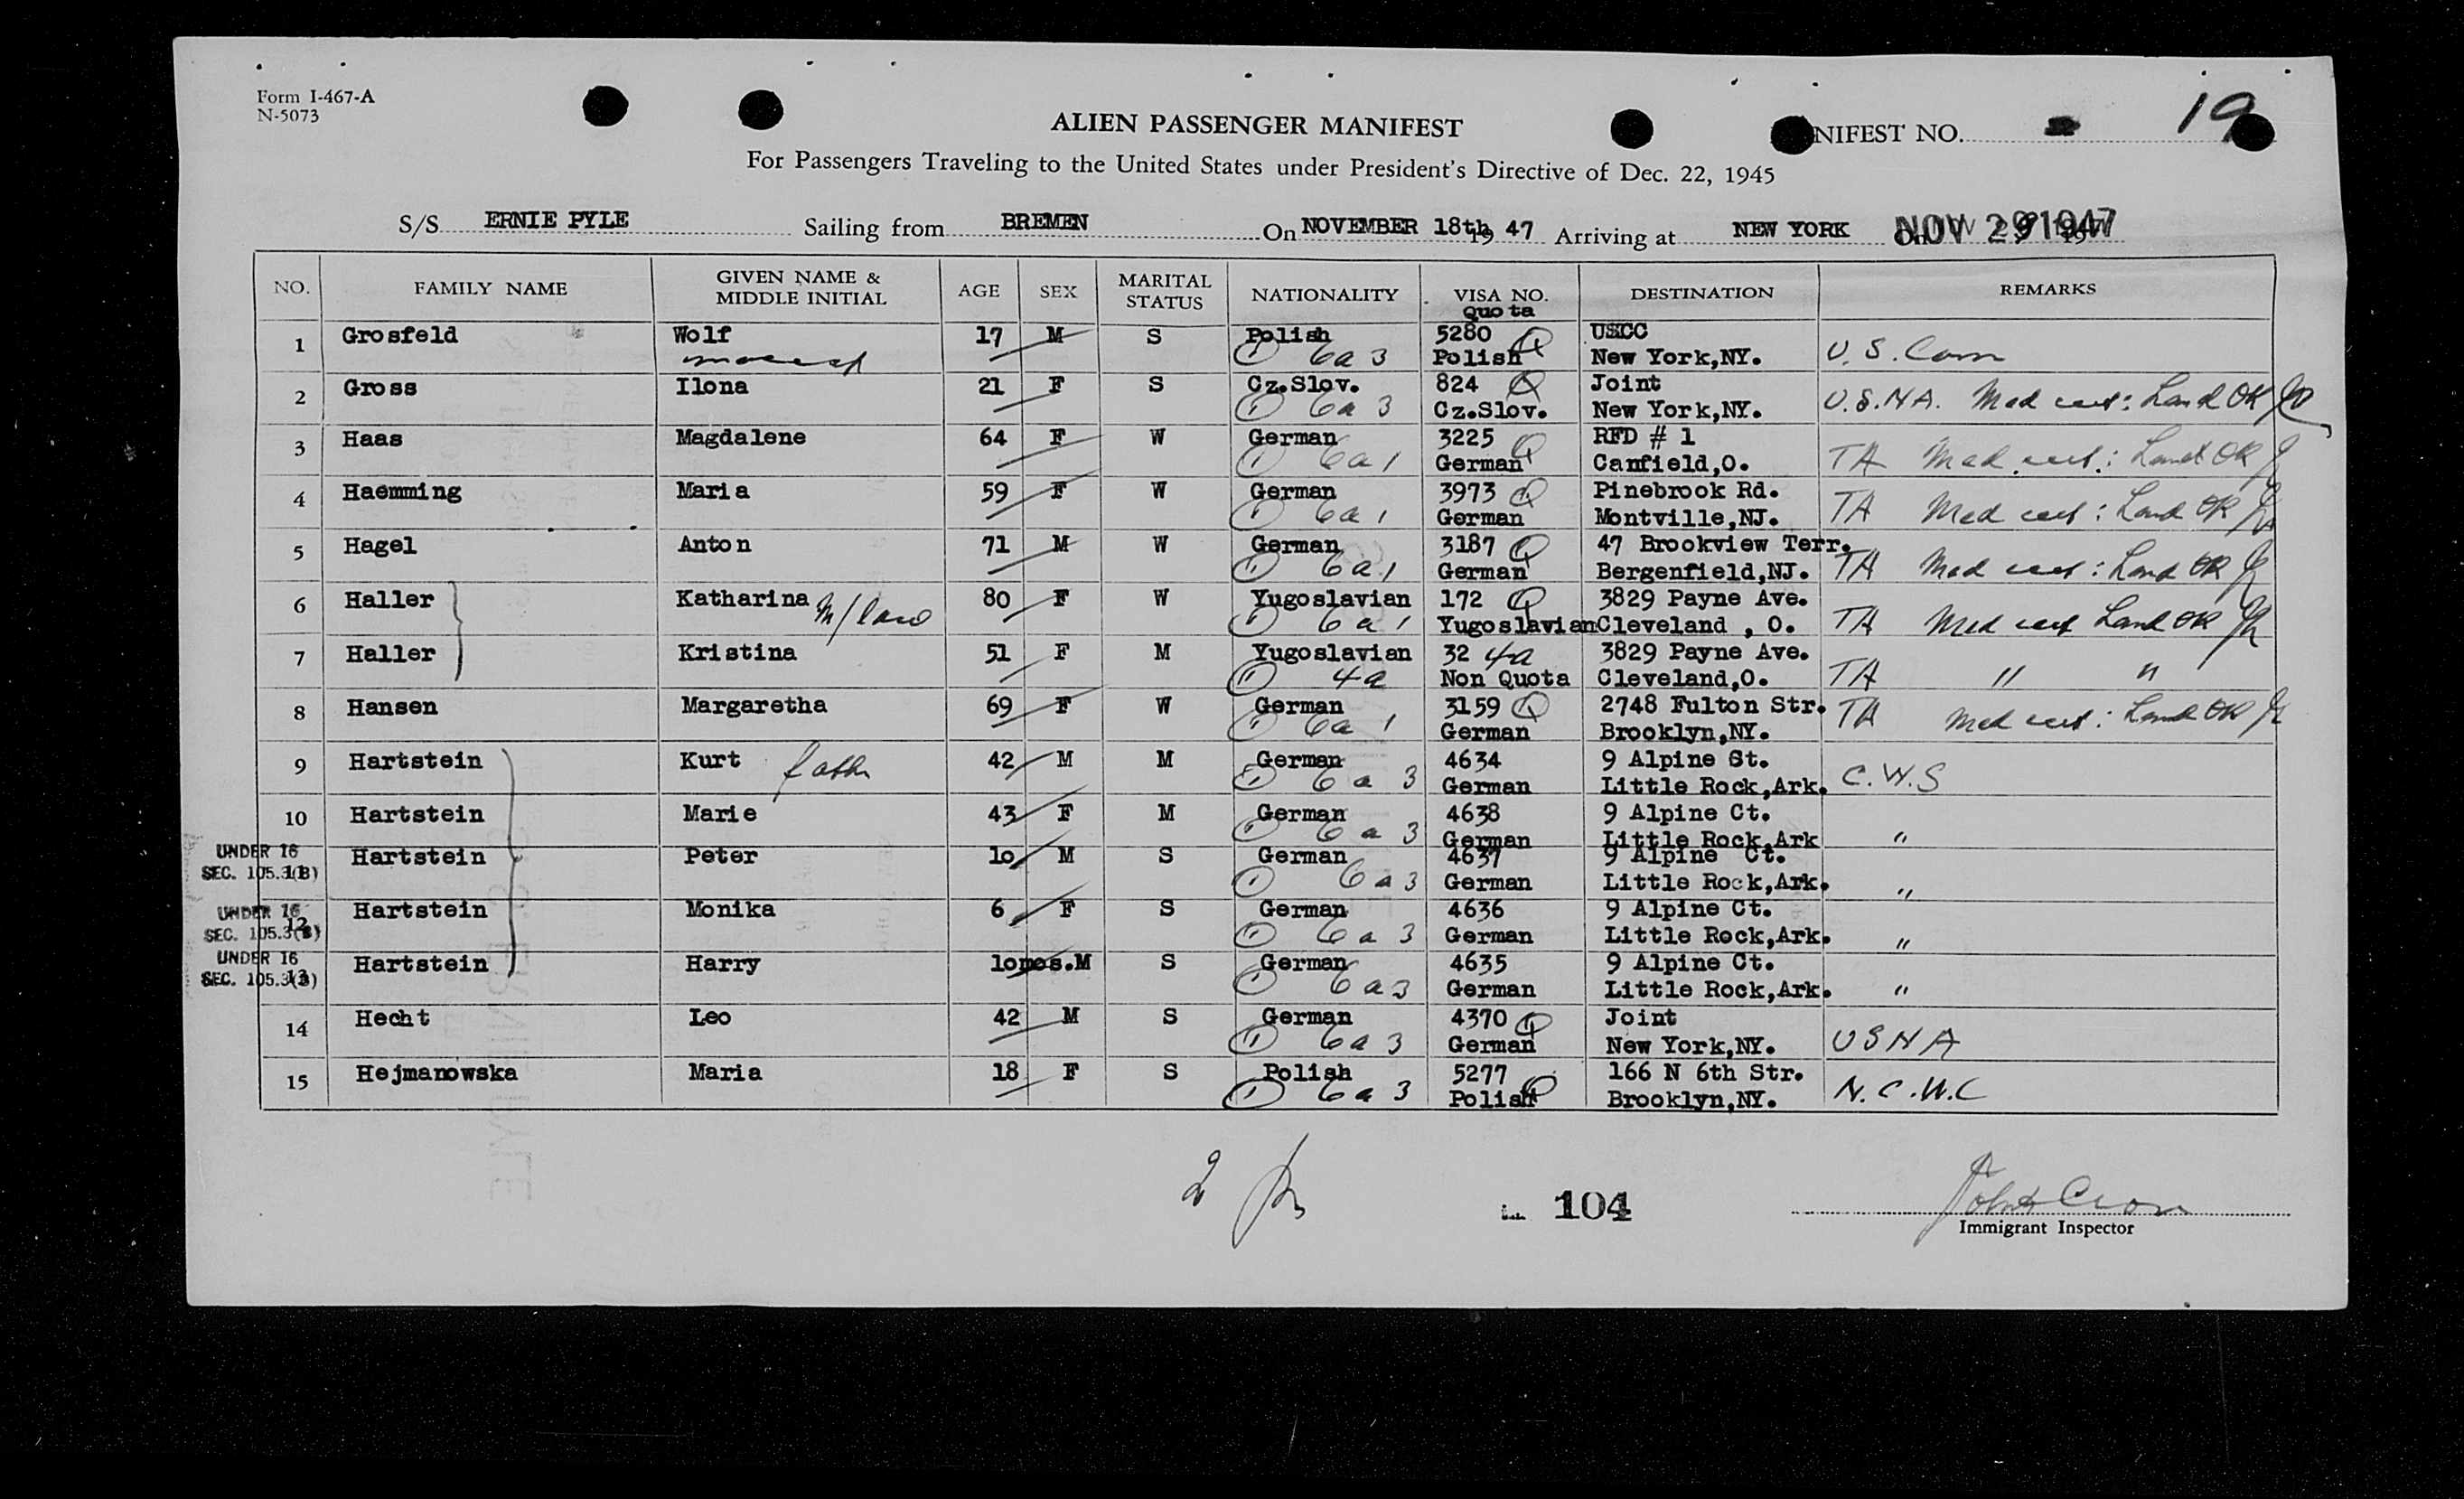 Form I-467-A
N-5073
ALIEN PASSENGER MANIFEST
NIFEST NO. 19
For Passengers Traveling to the United States under President's Directive of Dec. 22, 1945
S/S ERNIE PYLE Sailing from BREMEN On NOVEMBER 18th 19 47 Arriving at NEW YORK On NOV 29 1947
NO. FAMILY NAME GIVEN NAME & MIDDLE INITIAL AGE SEX MARITAL STATUS NATIONALITY VISA NO. Quota DESTINATION REMARKS
1 Grosfeld Wolf 17 M S Polish 5280 Q USCC
6a3 Polish New York,NY. U.S. Com
2 Gross Ilona 21 F S Cz.Slov. 824 Q Joint
6a3 Cz.Slov. New York,NY. U.S.N.A. Med cert: Land OK
3 Haas Magdalene 64 F W German 3225 Q RFD # 1
6a1 German Canfield,O. TA Med cert: Land OK
4 Haemming Maria 59 F W German 3973 Q Pinebrook Rd.
6a1 German Montville,NJ. TA Med cert: Land OK
5 Hagel Anton 71 M W German 3187 Q 47 Brookview Terr.
6a1 German Bergenfield,NJ. TA Med cert: Land OK
6 Haller Katharina M/law 80 F W Yugoslavian 172 Q 3829 Payne Ave.
6a1 Yugoslavian Cleveland , O. TA Med cert Land OK
7 Haller Kristina 51 F M Yugoslavian 32 4a 3829 Payne Ave.
4a Non Quota Cleveland,O. TA " "
8 Hansen Margaretha 69 F W German 3159 Q 2748 Fulton Str.
6a1 German Brooklyn,NY. TA Med cert: Land OK
9 Hartstein Kurt 42 M M German 4634 9 Alpine St.
6a3 German Little Rock,Ark. C.W.S
10 Hartstein Marie 43 F M German 4638 9 Alpine Ct.
6a3 German Little Rock,Ark "
UNDER 16
SEC. 105.3(B)
11 Hartstein Peter 10 M S German 4637 9 Alpine Ct.
6a3 German Little Rock,Ark. "
UNDER 16
SEC. 105.3(B)
12 Hartstein Monika 6 F S German 4636 9 Alpine Ct.
6a3 German Little Rock,Ark. "
UNDER 16
SEC. 105.3(B)
13 Hartstein Harry 10mos. M S German 4635 9 Alpine Ct.
6a3 German Little Rock,Ark. "
14 Hecht Leo 42 M S German 4370 Q Joint
6a3 German New York,NY. USNA
15 Hejmanowska Maria 18 F S Polish 5277 Q 166 N 6th Str.
6a3 Polish Brooklyn,NY. N.C.W.C
2
104
Immigrant Inspector